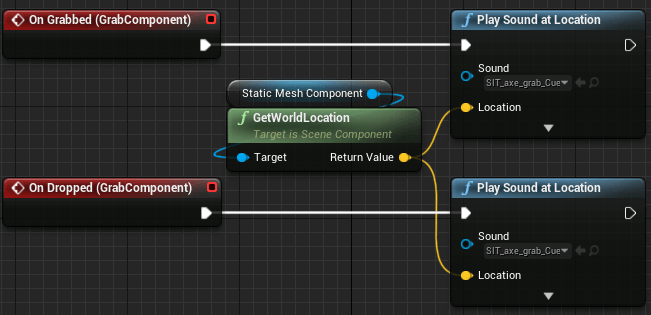 On Grabbed (GrabComponent)
Play Sound at Location
Sound
SIT_axe_grab_Cue
Location
Static Mesh Component
f GetWorldLocation
Target is Scene Component
Target
Return Value
On Dropped (GrabComponent)
f Play Sound at Location
Sound
SIT_axe_grab_Cue
Location